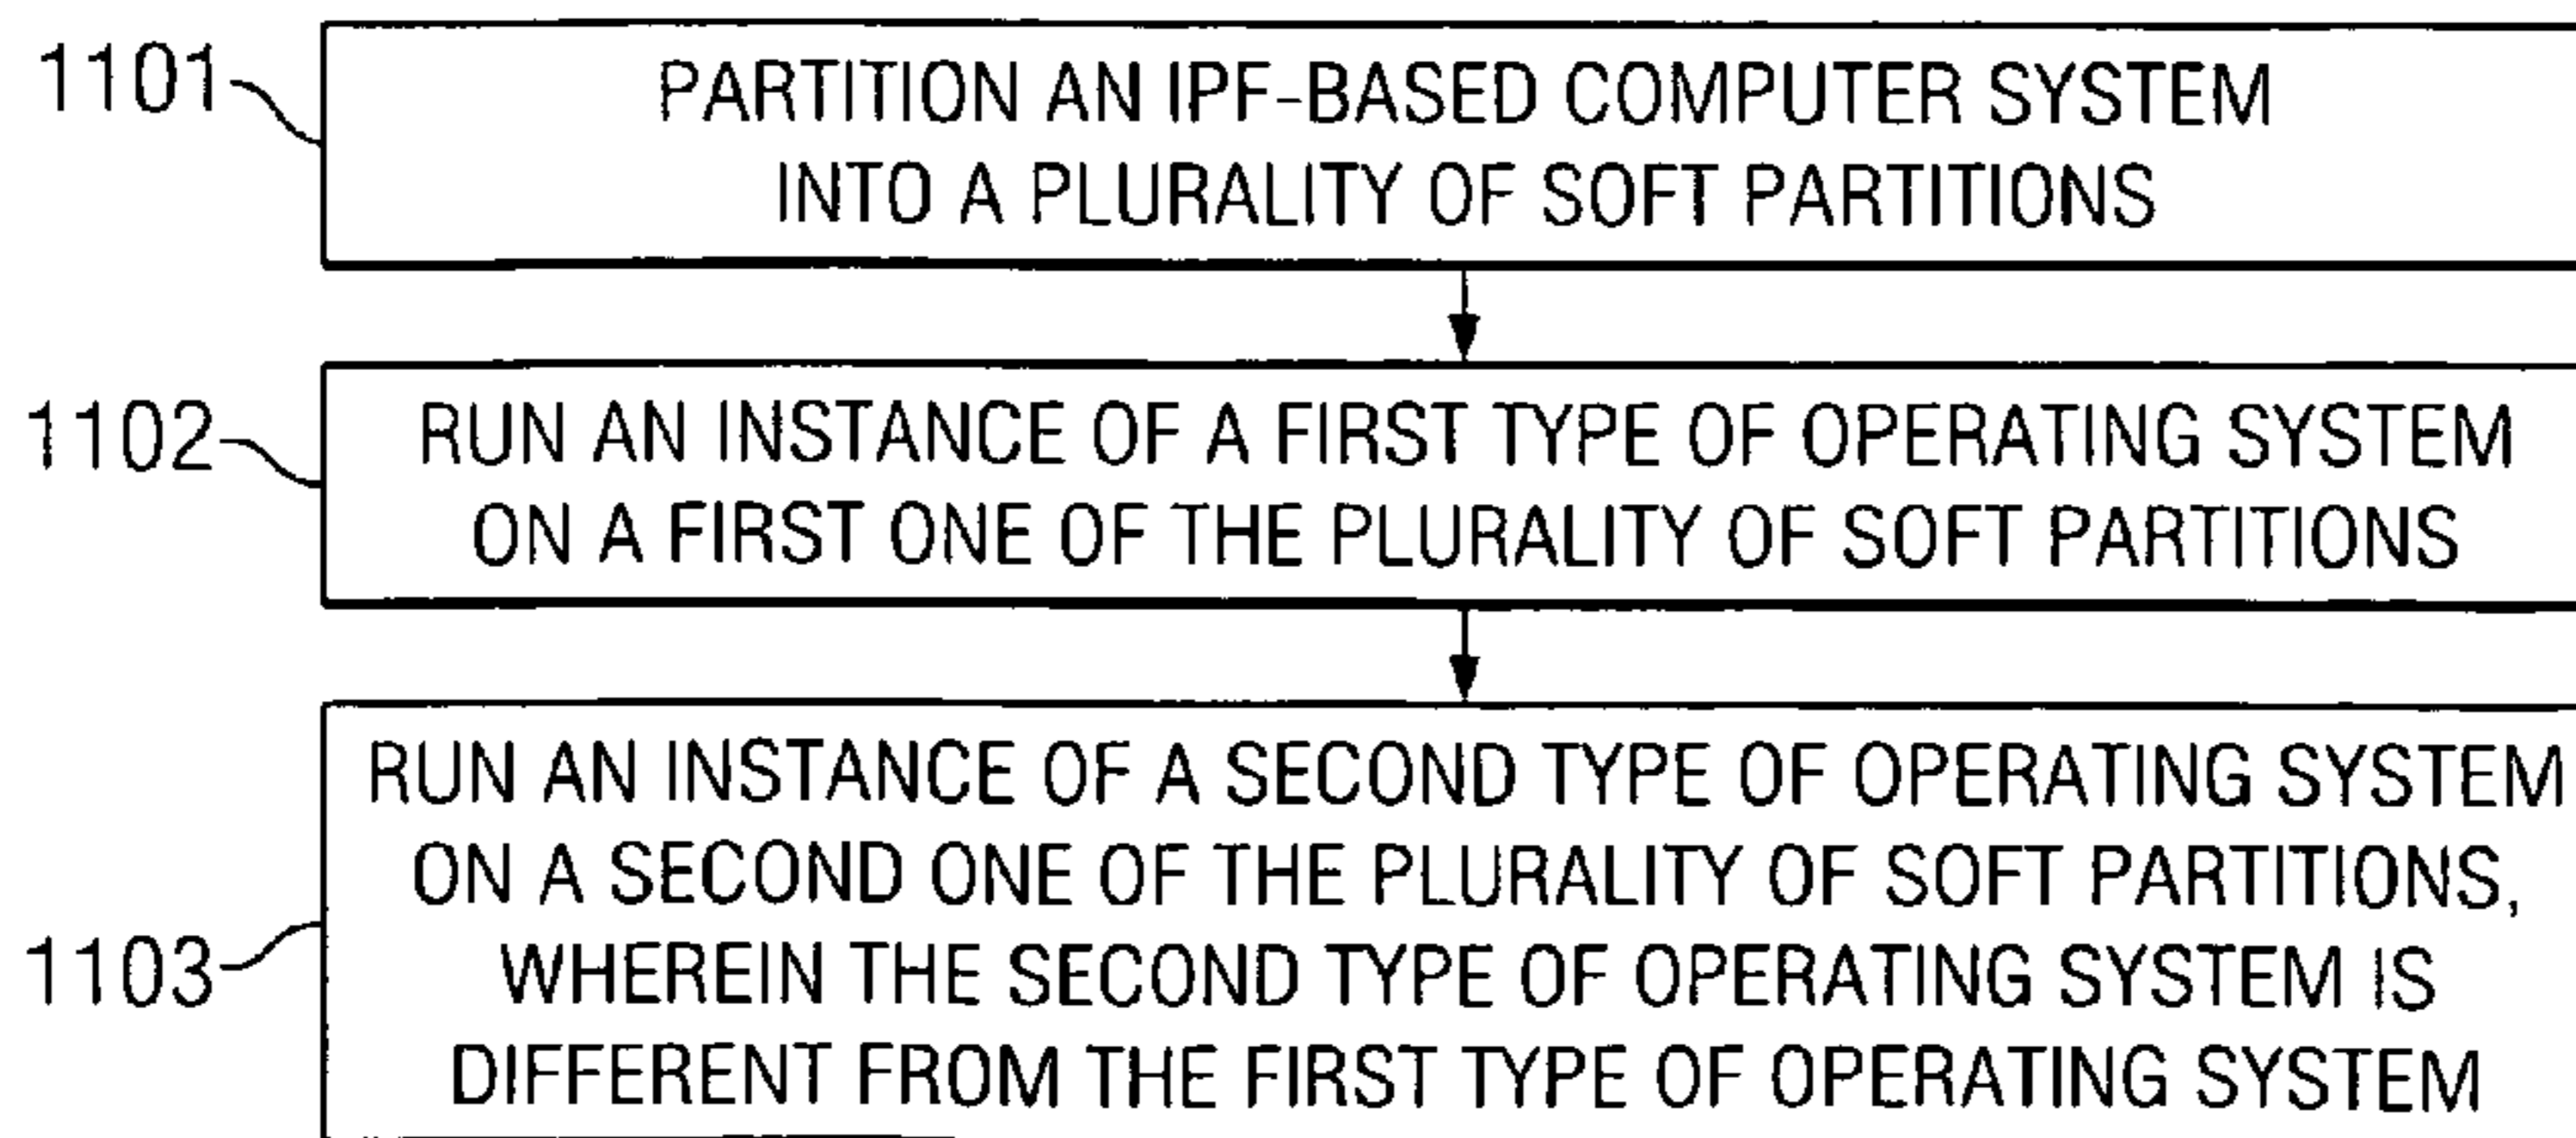 1101
PARTITION AN IPF-BASED COMPUTER SYSTEM
INTO A PLURALITY OF SOFT PARTITIONS
1102
RUN AN INSTANCE OF A FIRST TYPE OF OPERATING SYSTEM
ON A FIRST ONE OF THE PLURALITY OF SOFT PARTITIONS
1103
RUN AN INSTANCE OF A SECOND TYPE OF OPERATING SYSTEM
ON A SECOND ONE OF THE PLURALITY OF SOFT PARTITIONS,
WHEREIN THE SECOND TYPE OF OPERATING SYSTEM IS
DIFFERENT FROM THE FIRST TYPE OF OPERATING SYSTEM